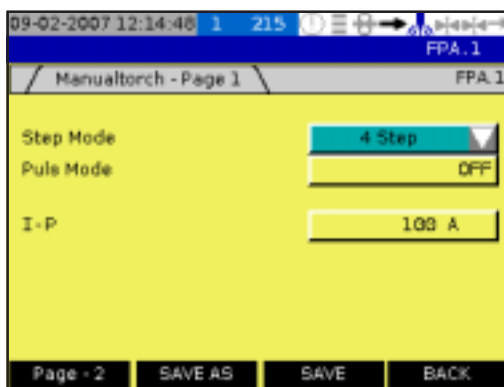 09-02-2007 12:14:48 1 215
FPA.1
Manualtorch - Page 1 FPA.1
Step Mode 4 Step
Puls Mode OFF
I-P 100 A
Page - 2 SAVE AS SAVE BACK